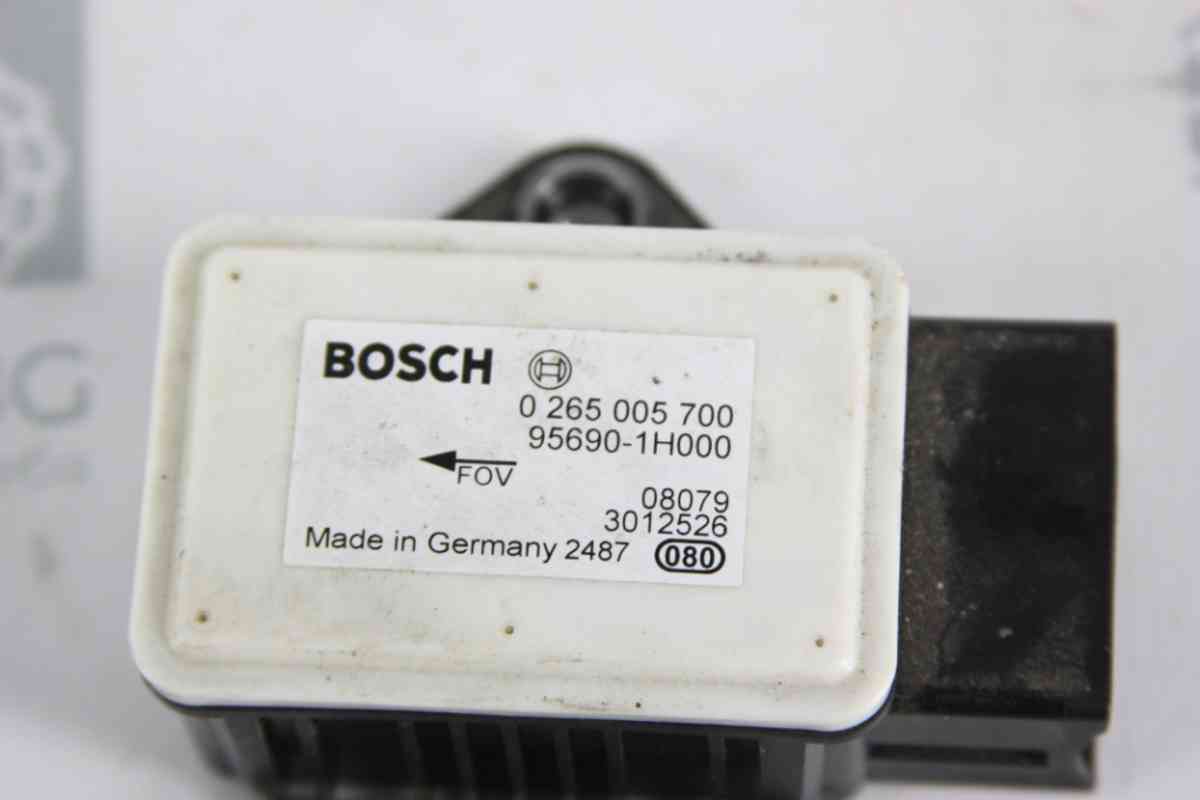 BOSCH
0 265 005 700
95690-1H000
FOV
08079
3012526
Made in Germany 2487 080